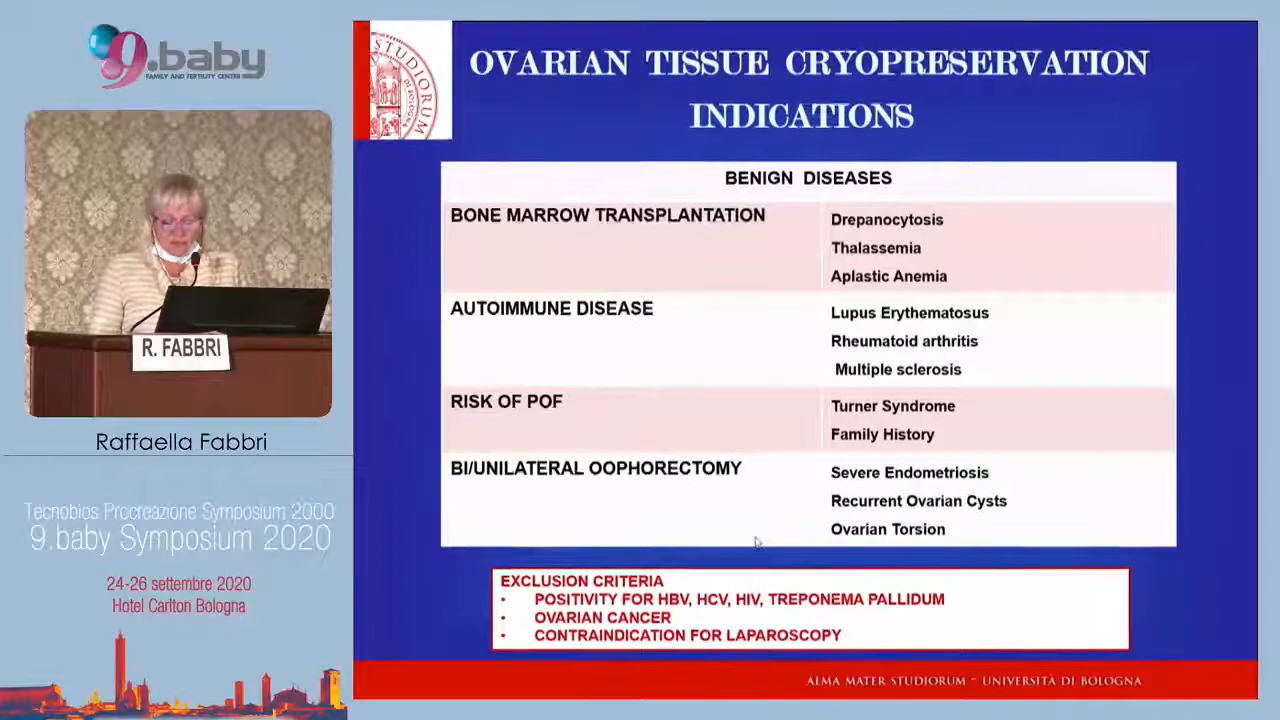 9.baby
FAMILY AND FERTILITY CENTER
R. FABBRI
Raffaella Fabbri
Tecnobios Procreazione Symposium 2000
9.baby Symposium 2020
24-26 settembre 2020
Hotel Carlton Bologna
STUDIORUM
OVARIAN TISSUE CRYOPRESERVATION
INDICATIONS
BENIGN DISEASES
BONE MARROW TRANSPLANTATION
Drepanocytosis
Thalassemia
Aplastic Anemia
AUTOIMMUNE DISEASE
Lupus Erythematosus
Rheumatoid arthritis
Multiple sclerosis
RISK OF POF
Turner Syndrome
Family History
BI/UNILATERAL OOPHORECTOMY
Severe Endometriosis
Recurrent Ovarian Cysts
Ovarian Torsion
EXCLUSION CRITERIA
• POSITIVITY FOR HBV, HCV, HIV, TREPONEMA PALLIDUM
• OVARIAN CANCER
• CONTRAINDICATION FOR LAPAROSCOPY
ALMA MATER STUDIORUM - UNIVERSITÀ DI BOLOGNA